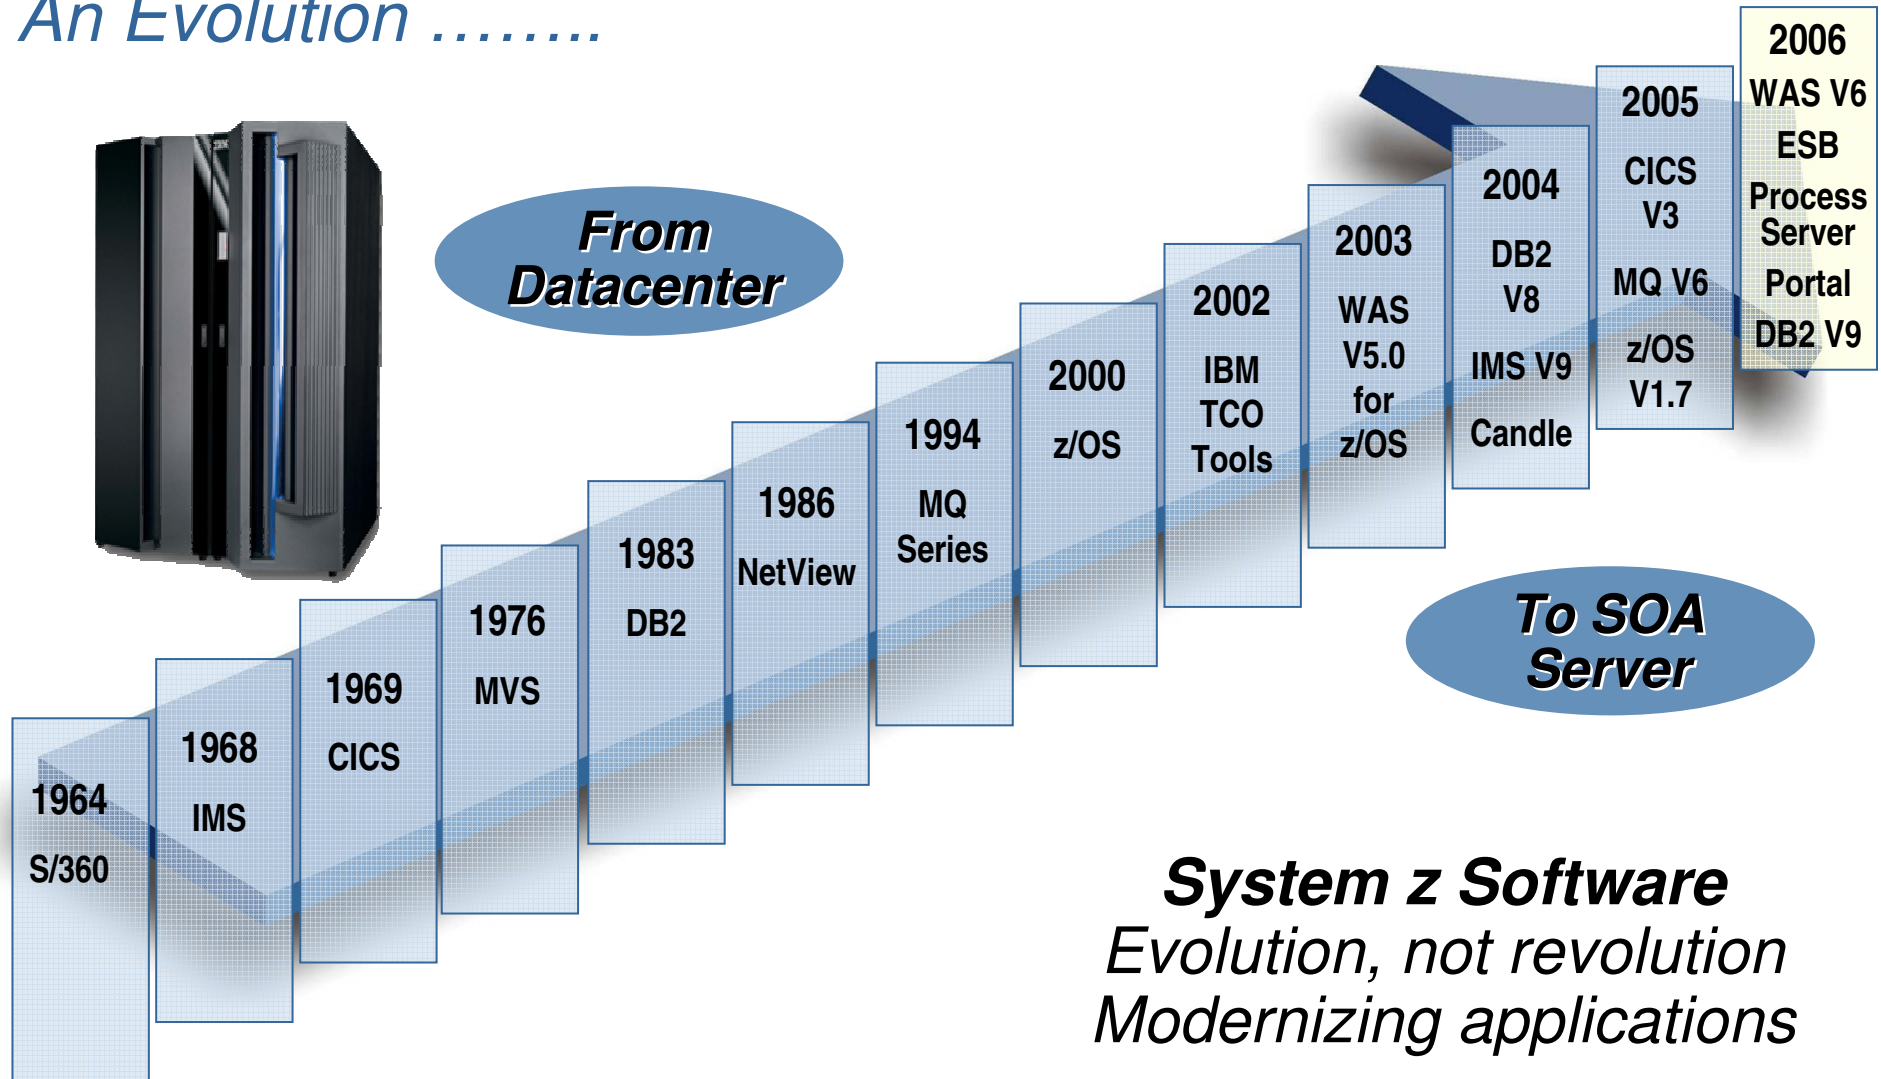 An Evolution ……..
From
Datacenter
1964
S/360
1968
IMS
1969
CICS
1976
MVS
1983
DB2
1986
NetView
1994
MQ
Series
2000
z/OS
2002
IBM
TCO
Tools
2003
WAS
V5.0
for
z/OS
2004
DB2
V8
IMS V9
Candle
2005
CICS
V3
MQ V6
z/OS
V1.7
2006
WAS V6
ESB
Process
Server
Portal
DB2 V9
To SOA
Server
System z Software
Evolution, not revolution
Modernizing applications